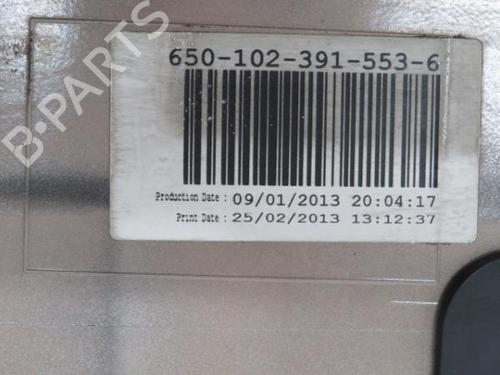 650-102-391-553-6
Production Date : 09/01/2013 20:04:17
Print Date : 25/02/2013 13:12:37
B-PARTS